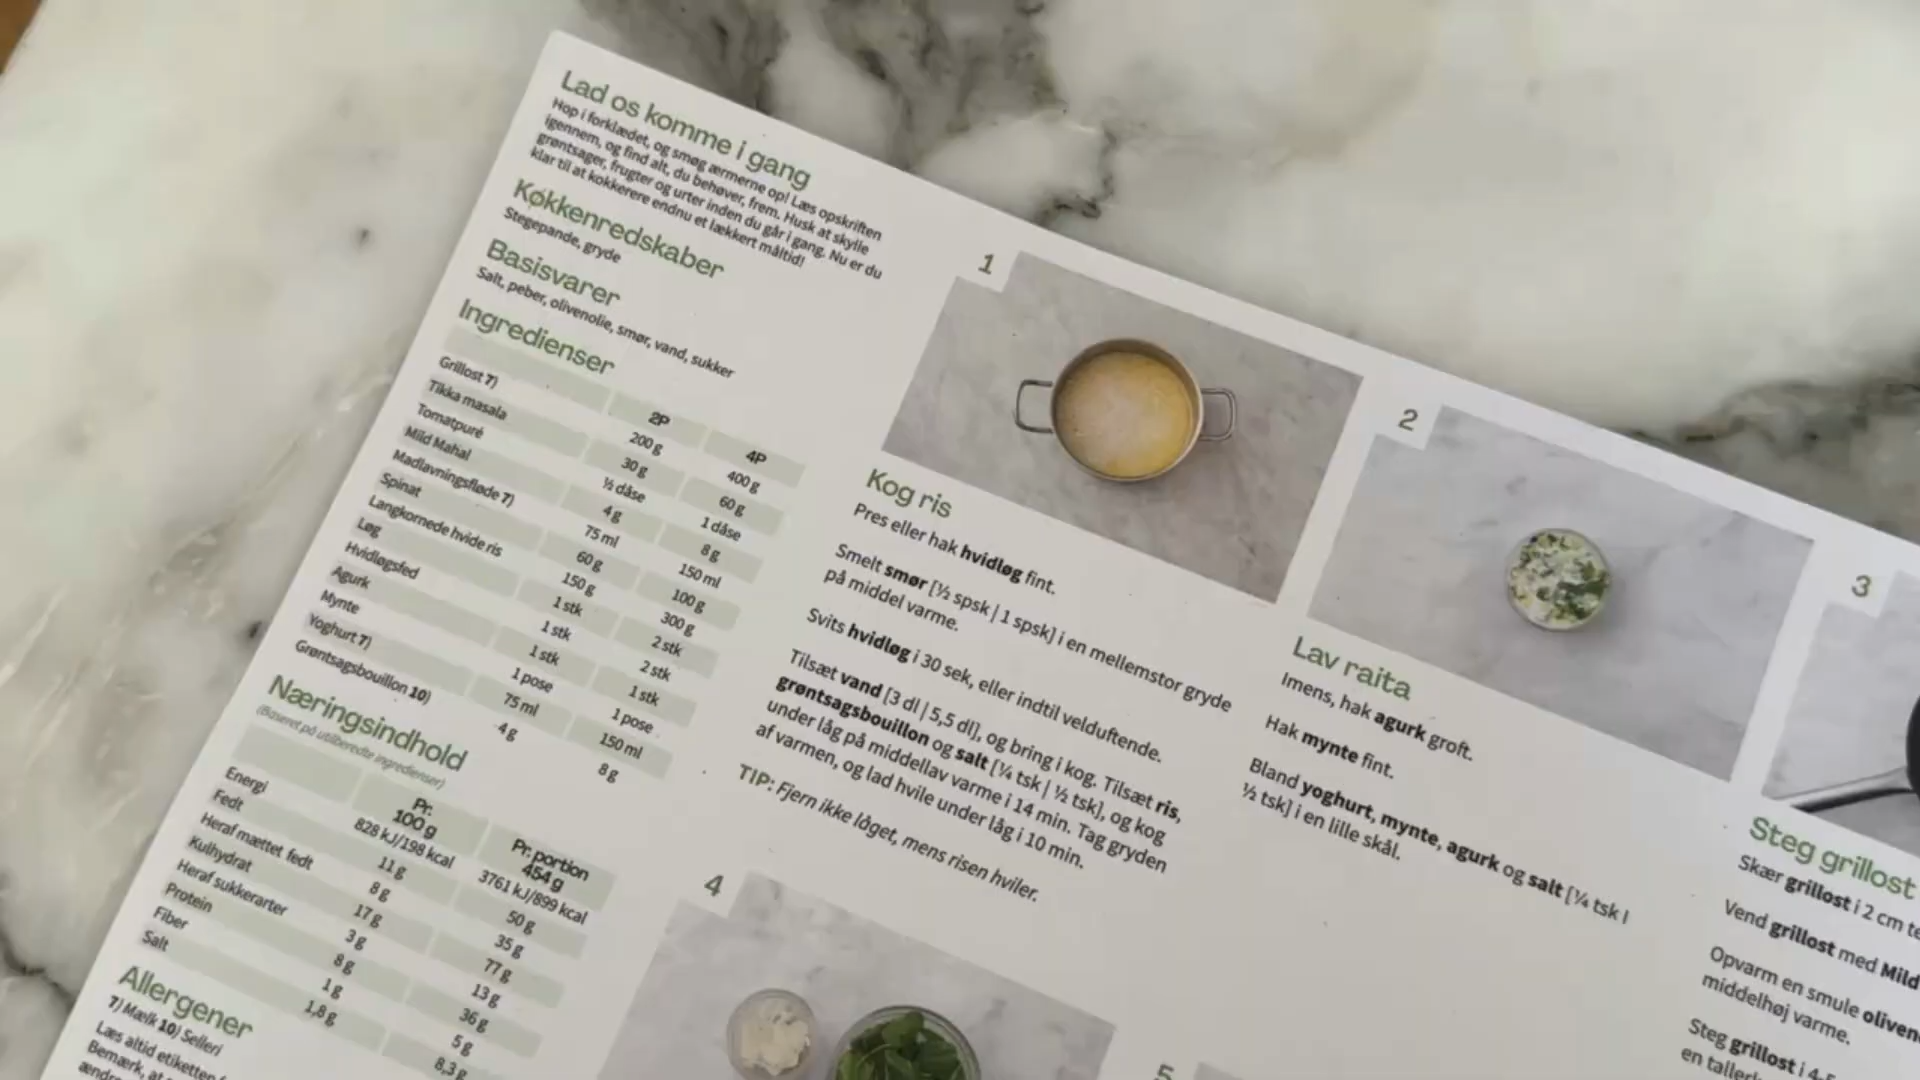 Lad os komme i gang
Hop i forklædet, og smøg ærmerne op! Læs opskriften
igennem, og find alt, du behøver, frem. Husk at skylle
grøntsager, frugter og urter inden du går i gang. Nu er du
klar til at kokkerere endnu et lækkert måltid!
Køkkenredskaber
Stegepande, gryde
Basisvarer
Salt, peber, olivenolie, smør, vand, sukker
Ingredienser
2P 4P
Grillost 7) 200 g 400 g
Tikka masala 30 g 60 g
Tomatpuré ½ dåse 1 dåse
Mild Mahal 4 g 8 g
Madlavningsfløde 7) 75 ml 150 ml
Spinat 60 g 100 g
Langkornede hvide ris 150 g 300 g
Løg 1 stk 2 stk
Hvidløgsfed 1 stk 2 stk
Agurk 1 stk 1 stk
Mynte 1 pose 1 pose
Yoghurt 7) 75 ml 150 ml
Grøntsagsbouillon 10) 4 g 8 g
Næringsindhold
(Baseret på utilberedte ingredienser)
Pr. Pr. portion
100 g 454 g
Energi 828 kJ/198 kcal 3761 kJ/899 kcal
Fedt 11 g 50 g
Heraf mættet fedt 8 g 35 g
Kulhydrat 17 g 77 g
Heraf sukkerarter 3 g 13 g
Protein 8 g 36 g
Fiber 1 g 5 g
Salt 1,8 g 8,3 g
Allergener
7) Mælk 10) Selleri
Læs altid etiketten
Bemærk, at
1
Kog ris
Pres eller hak hvidløg fint.
Smelt smør [½ spsk | 1 spsk] i en mellemstor gryde
på middel varme.
Svits hvidløg i 30 sek, eller indtil velduftende.
Tilsæt vand [3 dl | 5,5 dl], og bring i kog. Tilsæt ris,
grøntsagsbouillon og salt [¼ tsk | ½ tsk], og kog
under låg på middellav varme i 14 min. Tag gryden
af varmen, og lad hvile under låg i 10 min.
TIP: Fjern ikke låget, mens risen hviler.
2
Lav raita
Imens, hak agurk groft.
Hak mynte fint.
Bland yoghurt, mynte, agurk og salt [¼ tsk |
½ tsk] i en lille skål.
3
Steg grillost
Skær grillost i 2 cm
Vend grillost med Mild
Opvarm en smule
middelhøj varme.
Steg grillost i
en
4
5